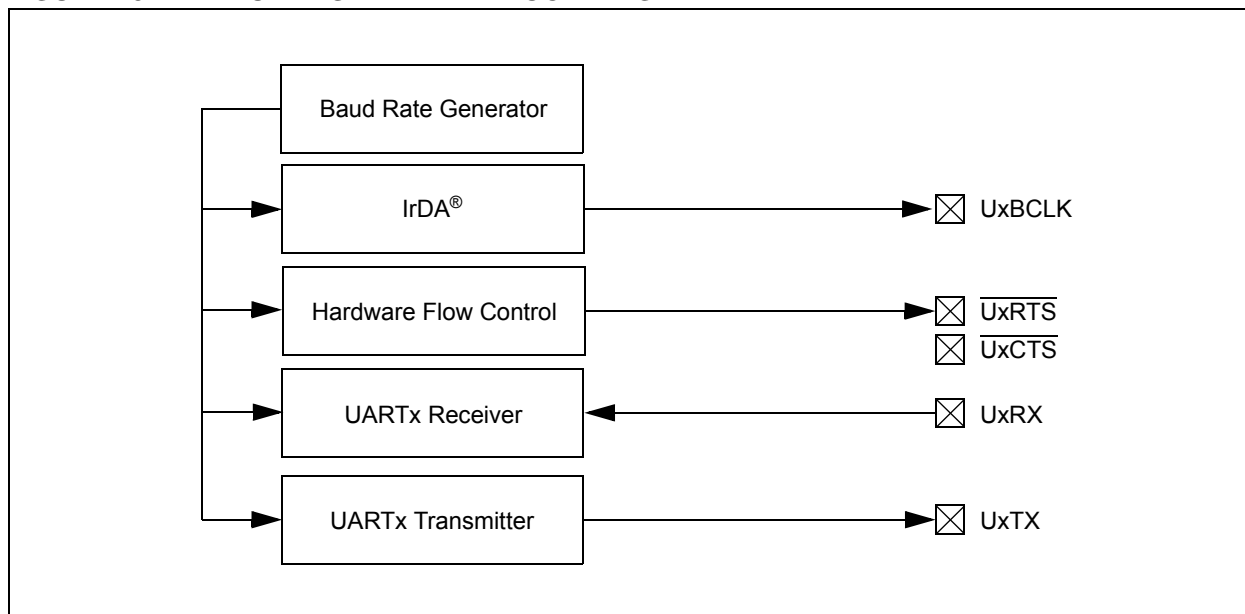 Baud Rate Generator
IrDA®
UxBCLK
Hardware Flow Control
UxRTS
UxCTS
UARTx Receiver
UxRX
UARTx Transmitter
UxTX